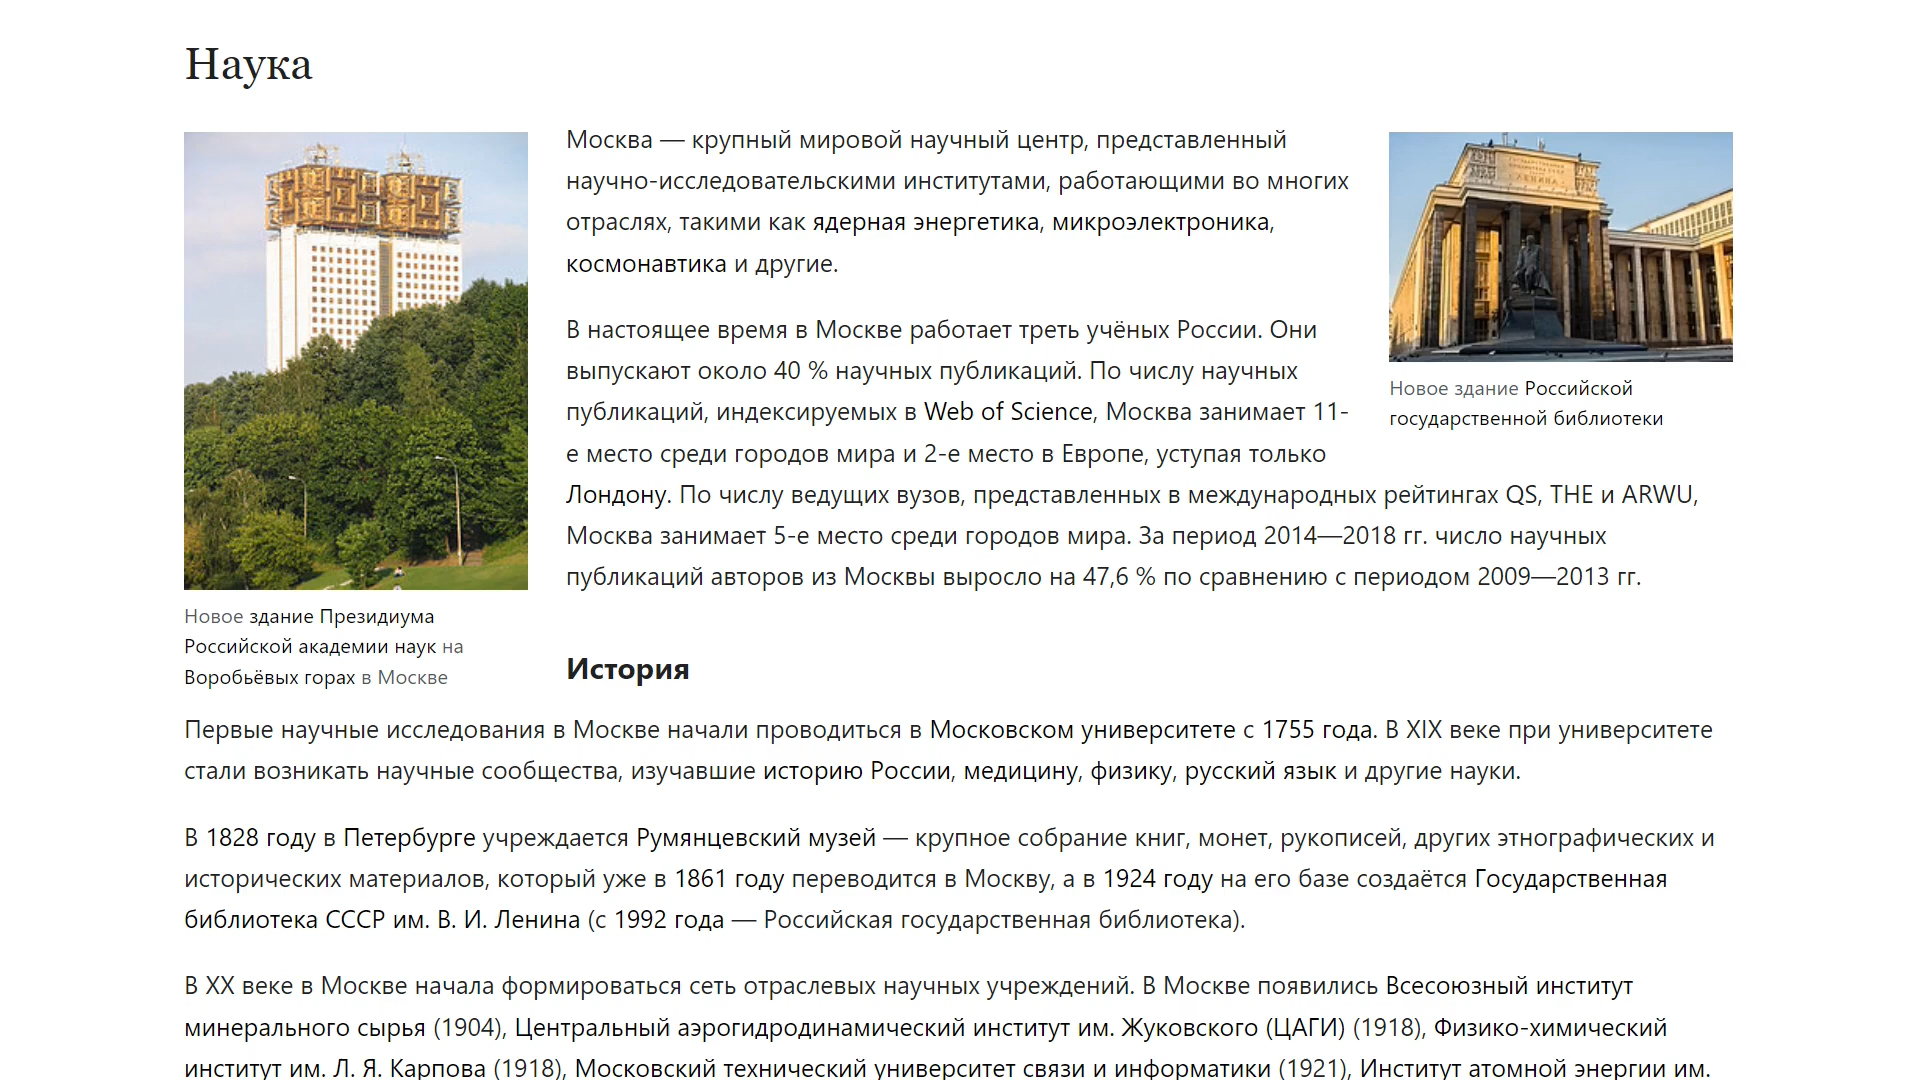 Наука
Москва — крупный мировой научный центр, представленный
научно-исследовательскими институтами, работающими во многих
отраслях, такими как ядерная энергетика, микроэлектроника,
космонавтика и другие.
В настоящее время в Москве работает треть учёных России. Они
выпускают около 40 % научных публикаций. По числу научных
публикаций, индексируемых в Web of Science, Москва занимает 11-
е место среди городов мира и 2-е место в Европе, уступая только
Лондону. По числу ведущих вузов, представленных в международных рейтингах QS, THE и ARWU,
Москва занимает 5-е место среди городов мира. За период 2014—2018 гг. число научных
публикаций авторов из Москвы выросло на 47,6 % по сравнению с периодом 2009—2013 гг.
ЛЕНИНА
Новое здание Российской
государственной библиотеки
Новое здание Президиума
Российской академии наук на
Воробьёвых горах в Москве
История
Первые научные исследования в Москве начали проводиться в Московском университете с 1755 года. В XIX веке при университете
стали возникать научные сообщества, изучавшие историю России, медицину, физику, русский язык и другие науки.
В 1828 году в Петербурге учреждается Румянцевский музей — крупное собрание книг, монет, рукописей, других этнографических и
исторических материалов, который уже в 1861 году переводится в Москву, а в 1924 году на его базе создаётся Государственная
библиотека СССР им. В. И. Ленина (с 1992 года — Российская государственная библиотека).
В XX веке в Москве начала формироваться сеть отраслевых научных учреждений. В Москве появились Всесоюзный институт
минерального сырья (1904), Центральный аэрогидродинамический институт им. Жуковского (ЦАГИ) (1918), Физико-химический
институт им. Л. Я. Карпова (1918), Московский технический университет связи и информатики (1921), Институт атомной энергии им.